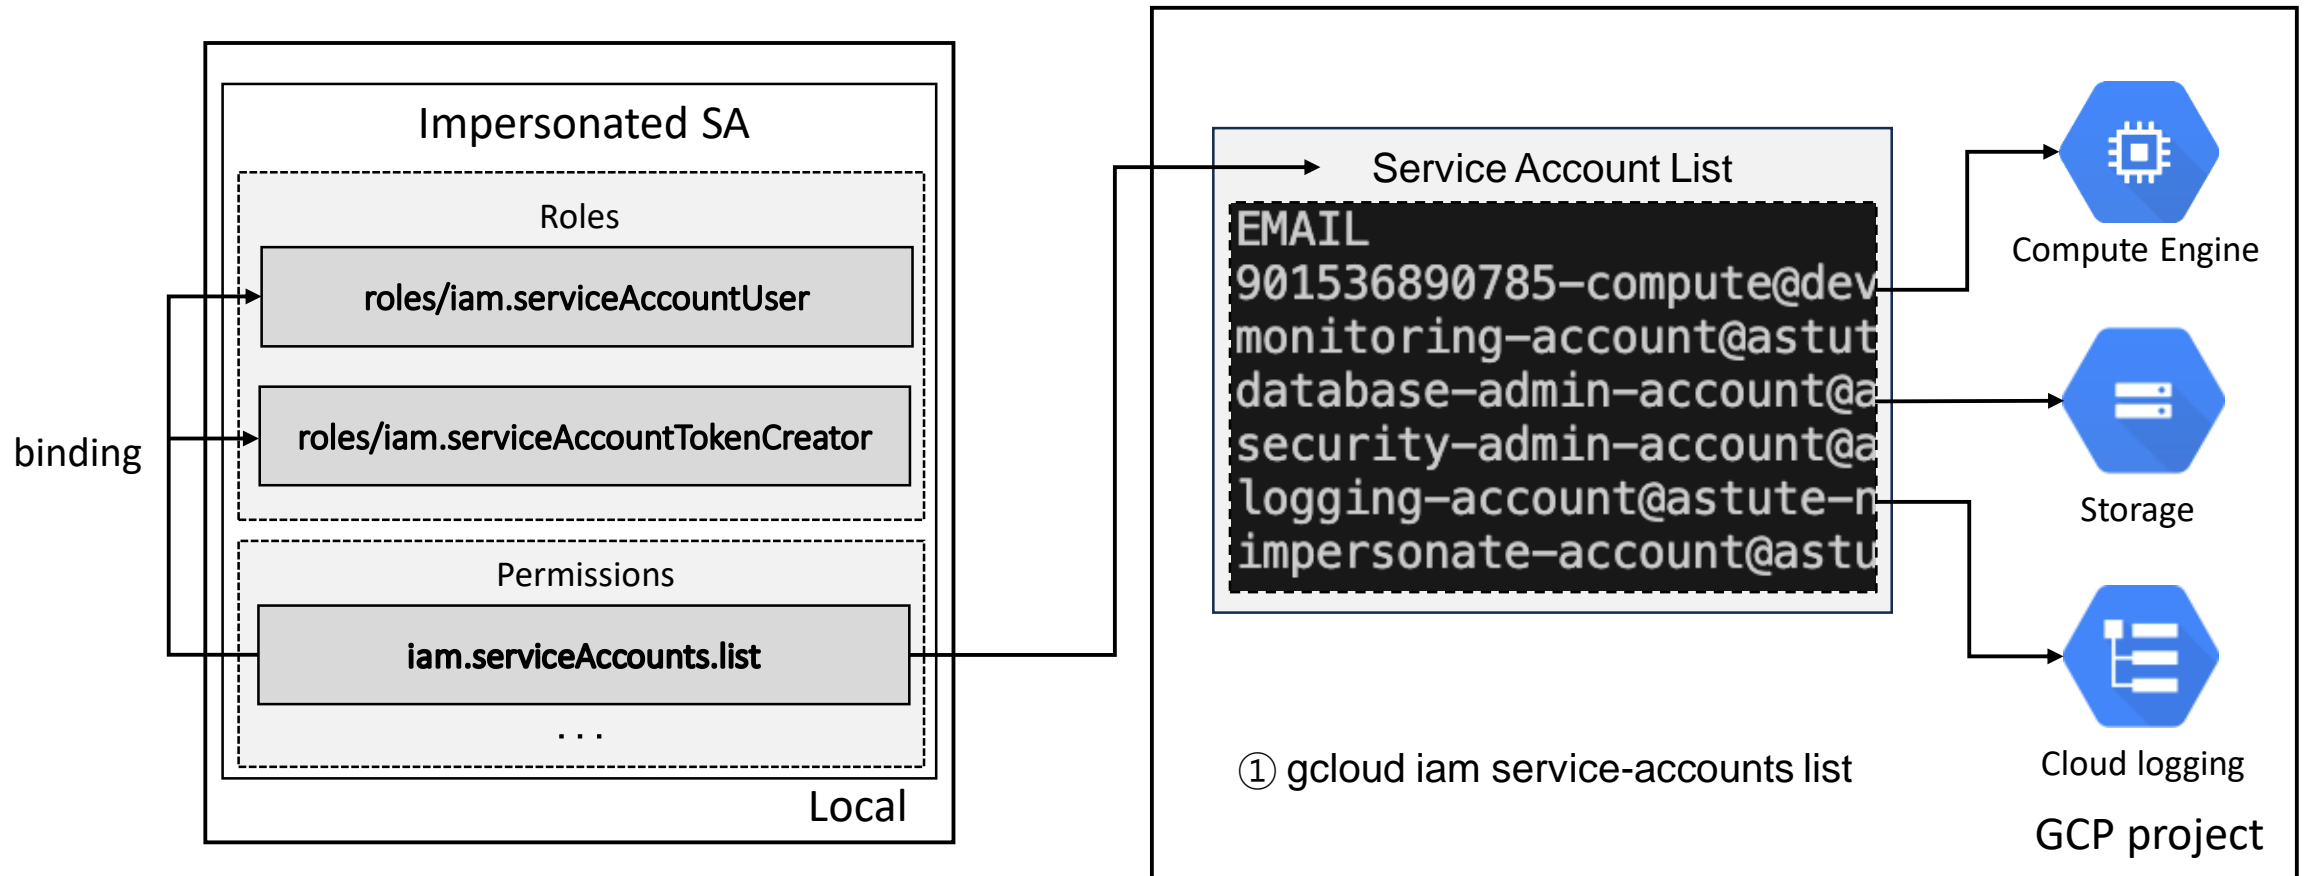 Impersonated SA
Roles
roles/iam.serviceAccountUser
roles/iam.serviceAccountTokenCreator
binding
Permissions
iam.serviceAccounts.list
. . .
Local
Service Account List
EMAIL
901536890785-compute@dev
monitoring-account@astut
database-admin-account@a
security-admin-account@a
logging-account@astute-n
impersonate-account@astu
① gcloud iam service-accounts list
Compute Engine
Storage
Cloud logging
GCP project